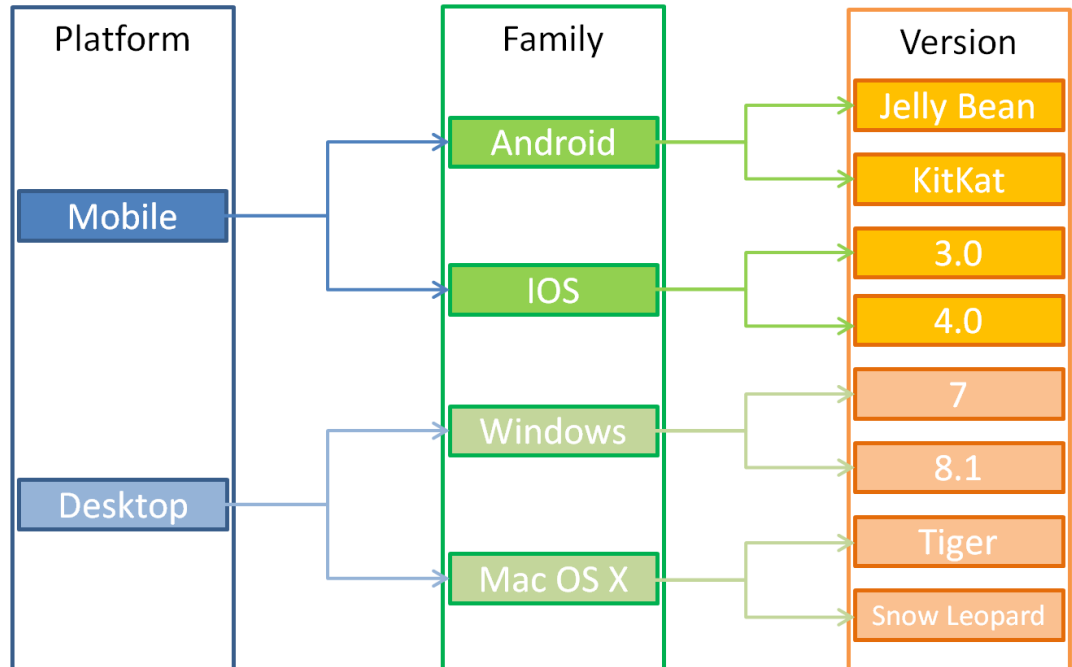 Platform
Family
Version
Mobile
Desktop
Android
IOS
Windows
Mac OS X
Jelly Bean
KitKat
3.0
4.0
7
8.1
Tiger
Snow Leopard